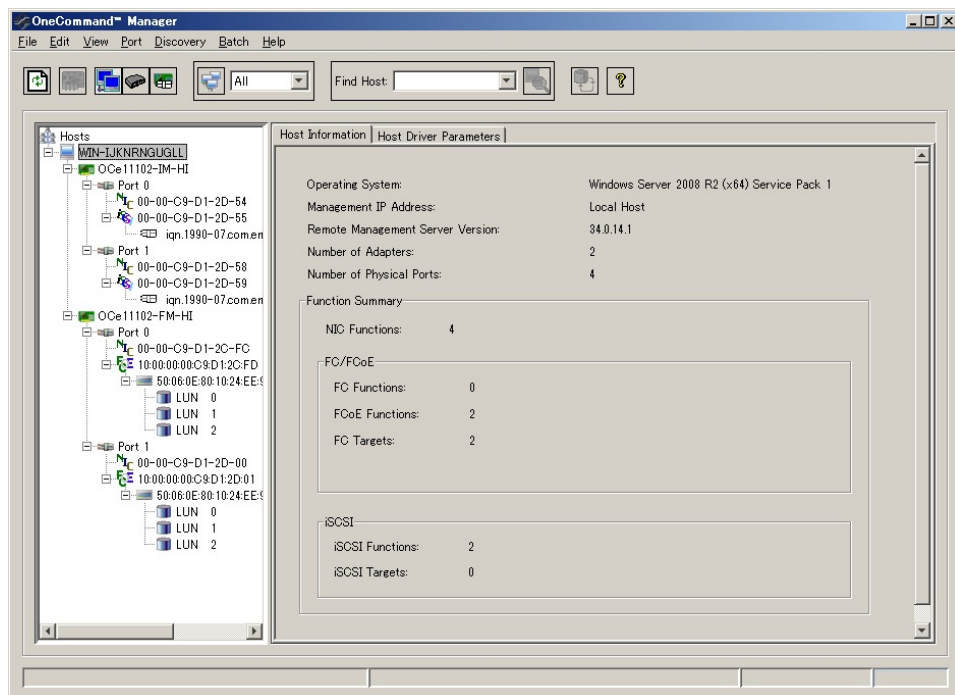 OneCommand™ Manager
File Edit View Port Discovery Batch Help
All
Find Host:
Hosts
WIN-IJKNRNGUGLL
OCe11102-IM-HI
Port 0
00-00-C9-D1-2D-54
00-00-C9-D1-2D-55
iqn.1990-07.com.em
Port 1
00-00-C9-D1-2D-58
00-00-C9-D1-2D-59
iqn.1990-07.com.em
OCe11102-FM-HI
Port 0
00-00-C9-D1-2C-FC
10:00:00:00:C9:D1:2C:FD
50:06:0E:80:10:24:EE:
LUN 0
LUN 1
LUN 2
Port 1
00-00-C9-D1-2D-00
10:00:00:00:C9:D1:2D:01
50:06:0E:80:10:24:EE:
LUN 0
LUN 1
LUN 2
Host Information Host Driver Parameters
Operating System: Windows Server 2008 R2 (x64) Service Pack 1
Management IP Address: Local Host
Remote Management Server Version: 34.0.14.1
Number of Adapters: 2
Number of Physical Ports: 4
Function Summary
NIC Functions: 4
FC/FCoE
FC Functions: 0
FCoE Functions: 2
FC Targets: 2
iSCSI
iSCSI Functions: 2
iSCSI Targets: 0